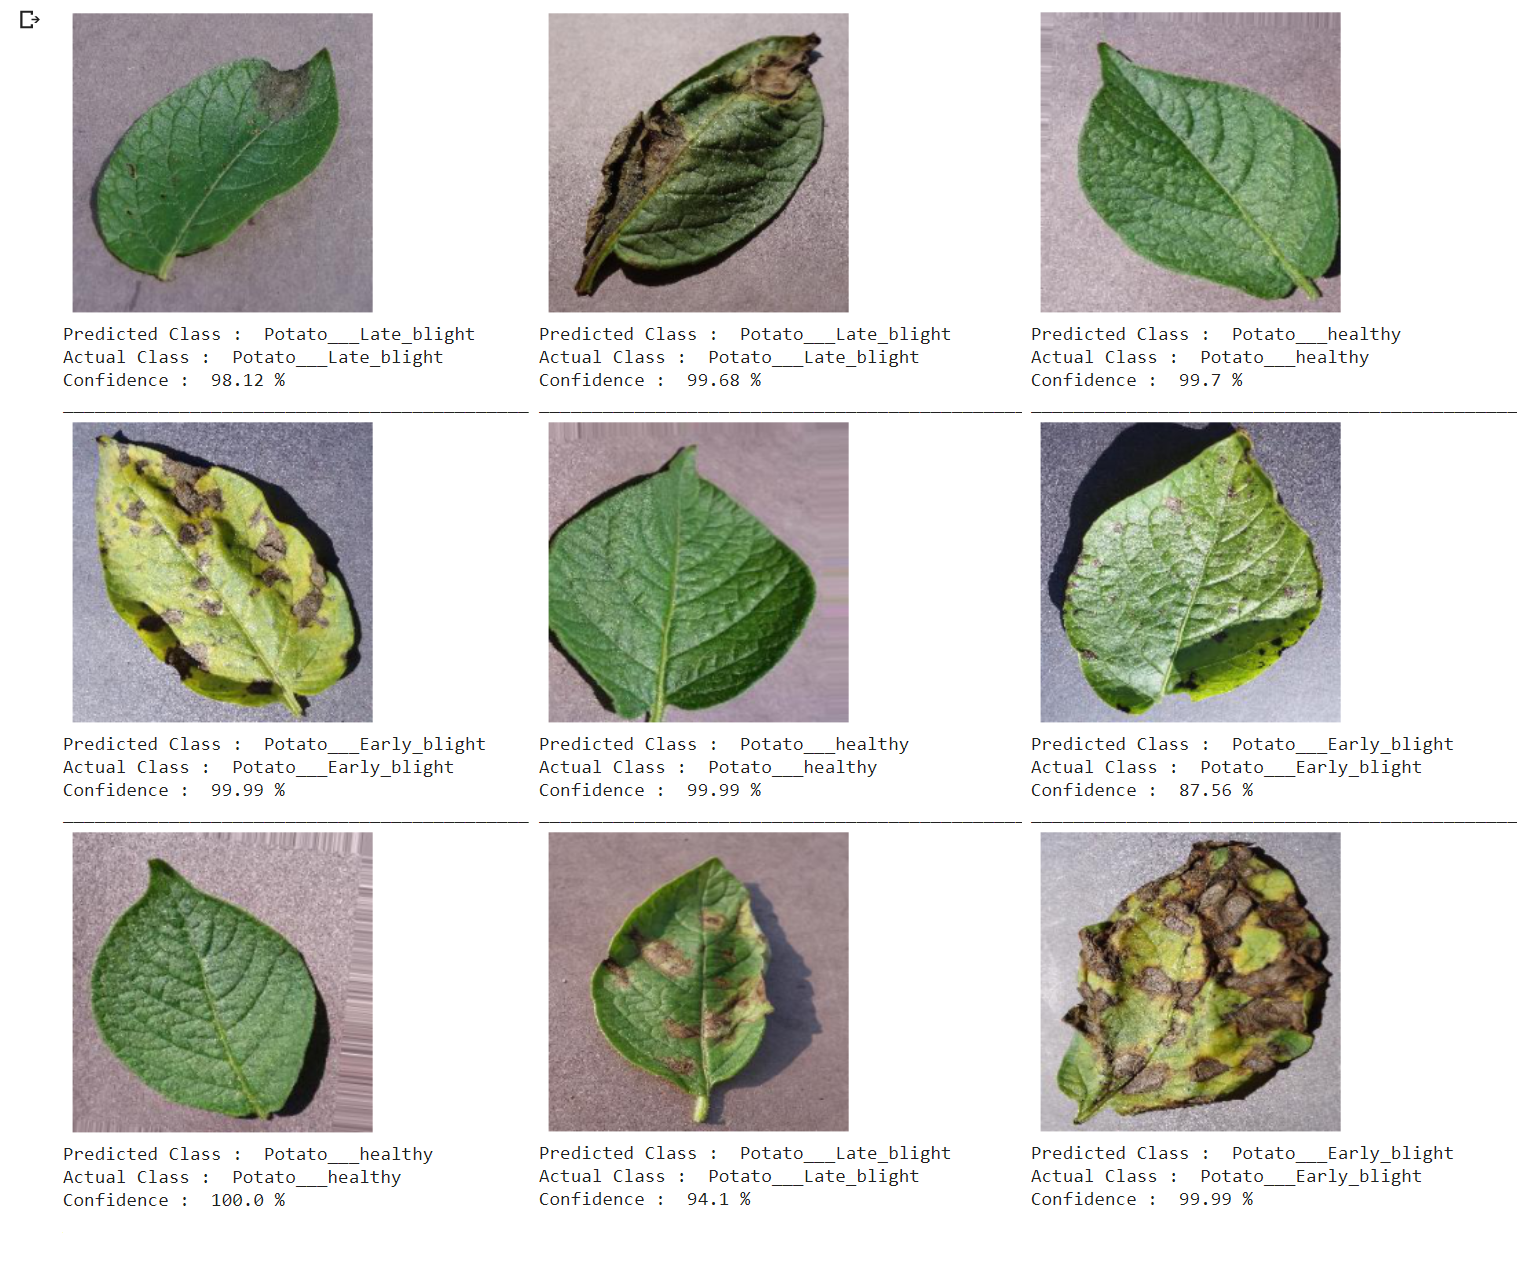 Predicted Class :  Potato___Late_blight
Actual Class :  Potato___Late_blight
Confidence :  98.12 %
Predicted Class :  Potato___Late_blight
Actual Class :  Potato___Late_blight
Confidence :  99.68 %
Predicted Class :  Potato___healthy
Actual Class :  Potato___healthy
Confidence :  99.7 %
Predicted Class :  Potato___Early_blight
Actual Class :  Potato___Early_blight
Confidence :  99.99 %
Predicted Class :  Potato___healthy
Actual Class :  Potato___healthy
Confidence :  99.99 %
Predicted Class :  Potato___Early_blight
Actual Class :  Potato___Early_blight
Confidence :  87.56 %
Predicted Class :  Potato___healthy
Actual Class :  Potato___healthy
Confidence :  100.0 %
Predicted Class :  Potato___Late_blight
Actual Class :  Potato___Late_blight
Confidence :  94.1 %
Predicted Class :  Potato___Early_blight
Actual Class :  Potato___Early_blight
Confidence :  99.99 %